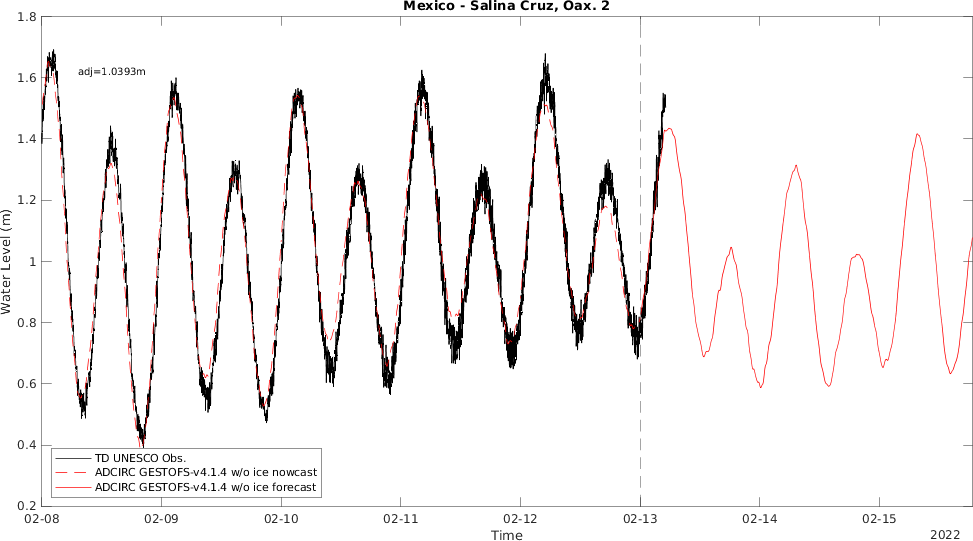 Mexico - Salina Cruz, Oax. 2
1.8
1.6
1.4
1.2
1
0.8
0.6
0.4
0.2
Water Level (m)
adj=1.0393m
TD UNESCO Obs.
ADCIRC GESTOFS-v4.1.4 w/o ice nowcast
ADCIRC GESTOFS-v4.1.4 w/o ice forecast
02-08 02-09 02-10 02-11 02-12 02-13 02-14 02-15
Time
2022